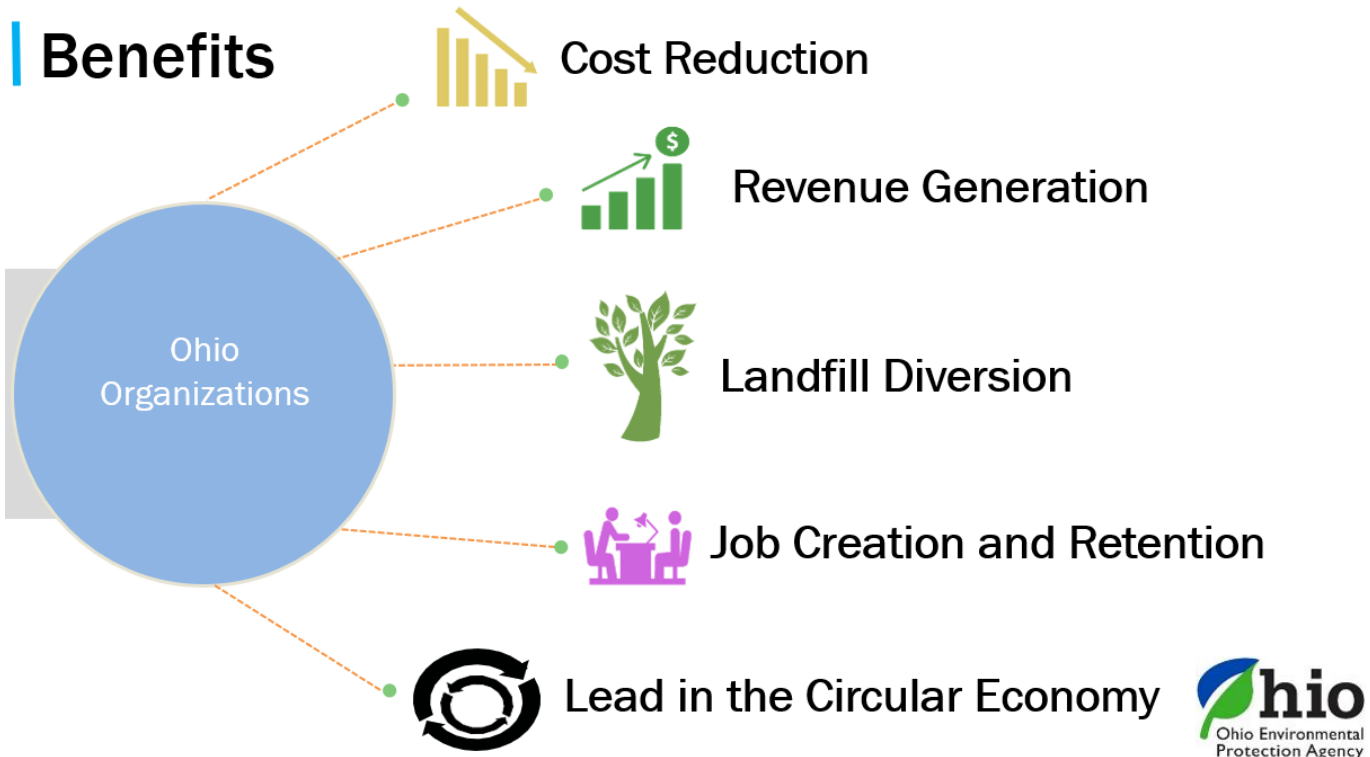 Benefits
Cost Reduction
$
Revenue Generation
Ohio
Organizations
Landfill Diversion
Job Creation and Retention
Lead in the Circular Economy
Ohio
Ohio Environmental
Protection Agency